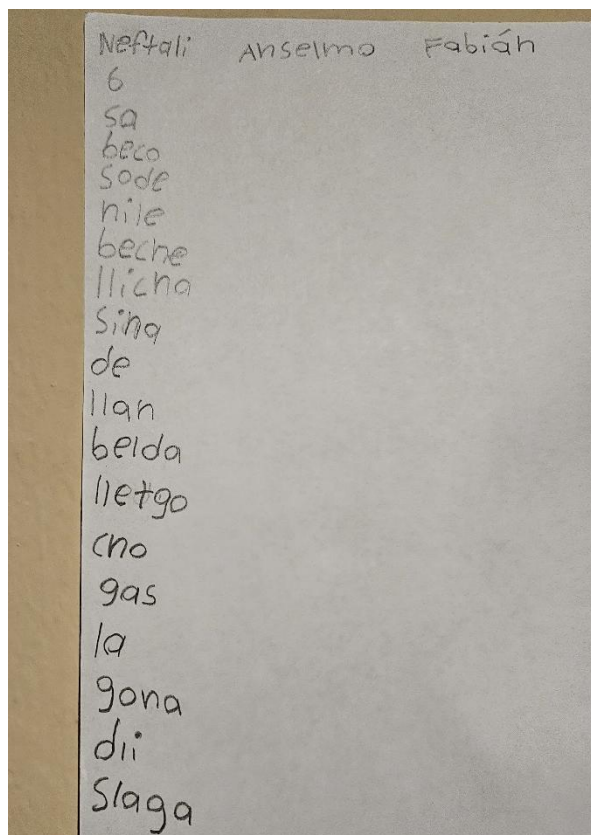 Neftali Anselmo Fabián
6
sa
beco
sode
nile
beche
llicha
sina
de
llan
belda
lletgo
cho
gas
la
gona
dii
Slaga